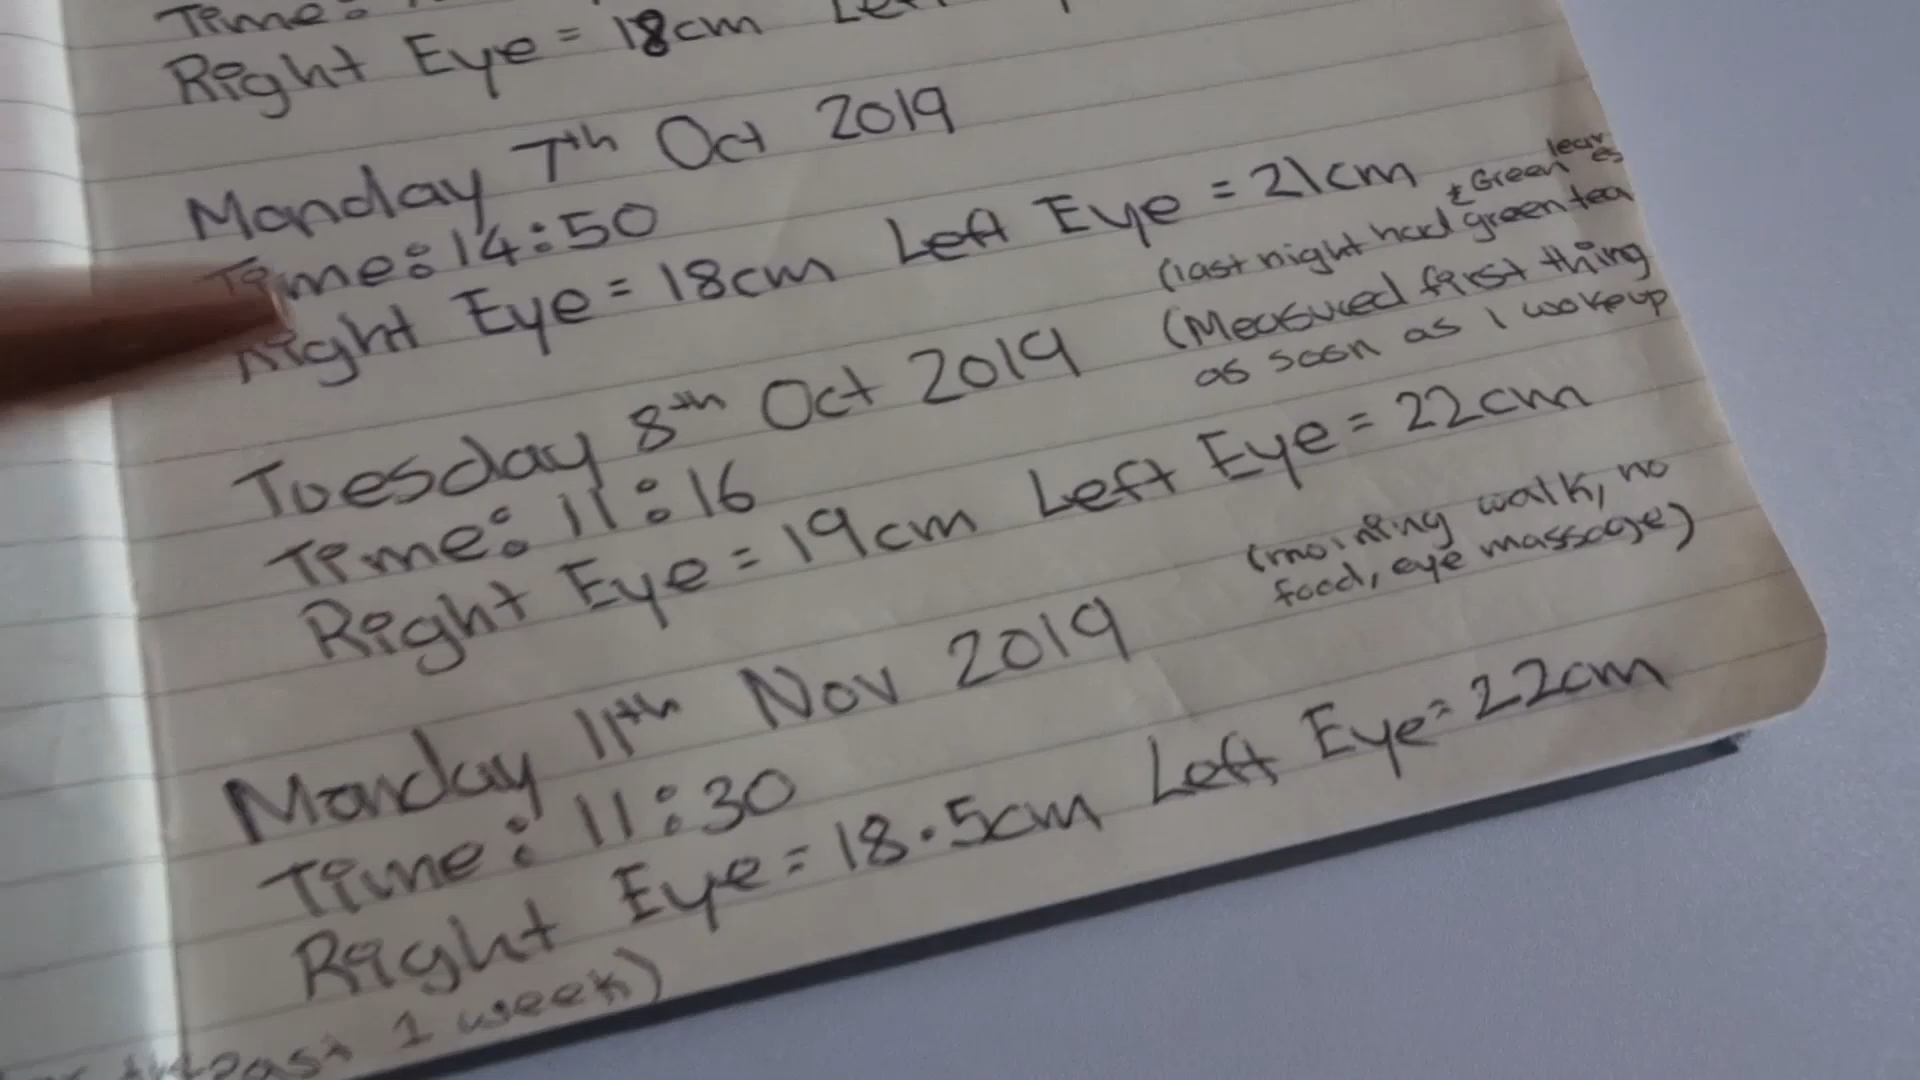 Time:
Right Eye = 18cm
Monday 7th Oct 2019
Time: 14:50
Right Eye = 18cm Left Eye = 21cm
& Green leaves
(last night had green tea
Tuesday 8th Oct 2019
(Measured first thing
as soon as I wokeup
Time: 11:16
Right Eye = 19cm Left Eye = 22cm
Monday 11th Nov 2019
(morning walk, no
food, eye massage)
Time: 11:30
Right Eye = 18.5cm Left Eye = 22cm
past 1 week)